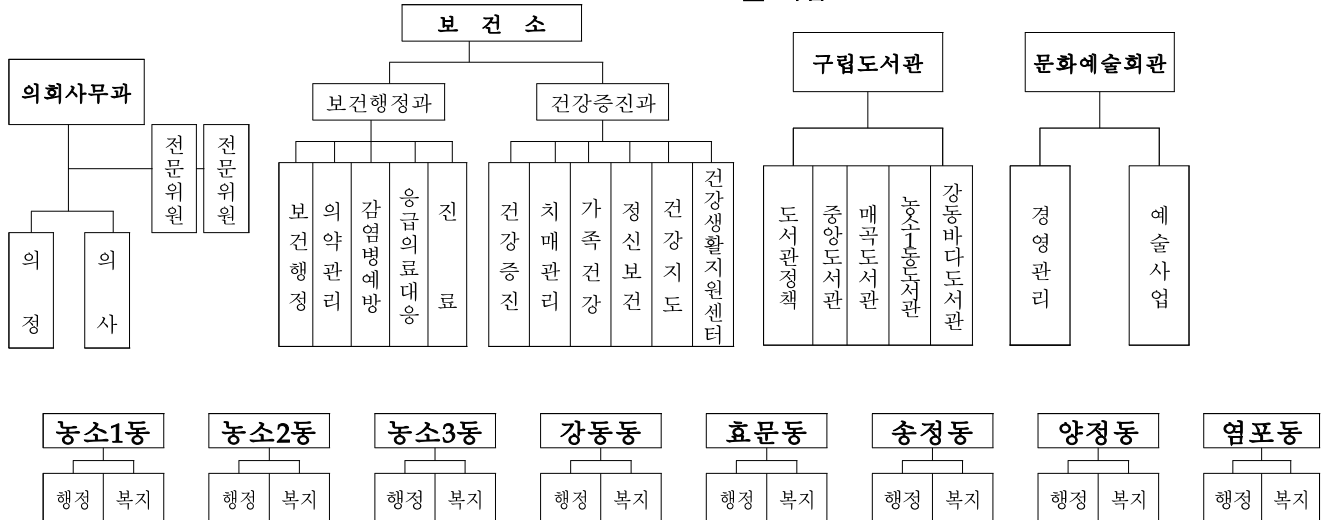 보 건 소
구립도서관
문화예술회관
의회사무과
보건행정과
건강증진과
전문위원
전문위원
의 정
의 사
보건행정
의약관리
감염병예방
응급의료대응
진 료
건강증진
치매관리
가족건강
정신보건
건강지도
건강생활지원센터
도서관정책
중앙도서관
매곡도서관
농소1동도서관
강동바다도서관
경영관리
예술사업
농소1동
농소2동
농소3동
강동동
효문동
송정동
양정동
염포동
행정 복지
행정 복지
행정 복지
행정 복지
행정 복지
행정 복지
행정 복지
행정 복지